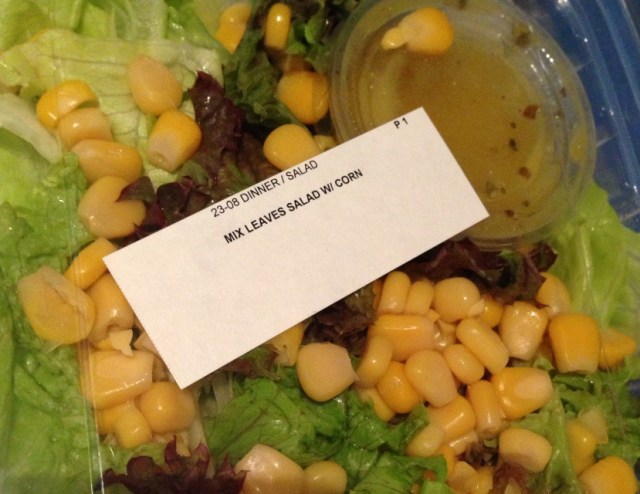 P 1
23-08 DINNER / SALAD
MIX LEAVES SALAD W/ CORN